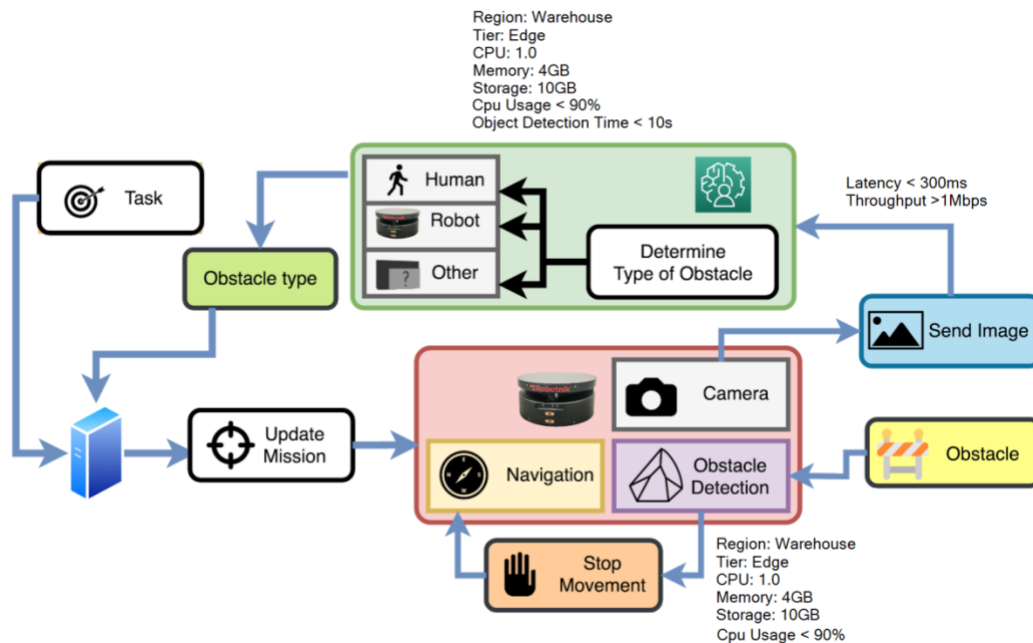 Region: Warehouse
Tier: Edge
CPU: 1.0
Memory: 4GB
Storage: 10GB
Cpu Usage < 90%
Object Detection Time < 10s
Task
Human
Robot
Other
?
Determine
Type of Obstacle
Latency < 300ms
Throughput >1Mbps
Obstacle type
Send Image
Robotnik
Camera
Update
Mission
Navigation
Obstacle
Detection
Obstacle
Stop
Movement
Region: Warehouse
Tier: Edge
CPU: 1.0
Memory: 4GB
Storage: 10GB
Cpu Usage < 90%